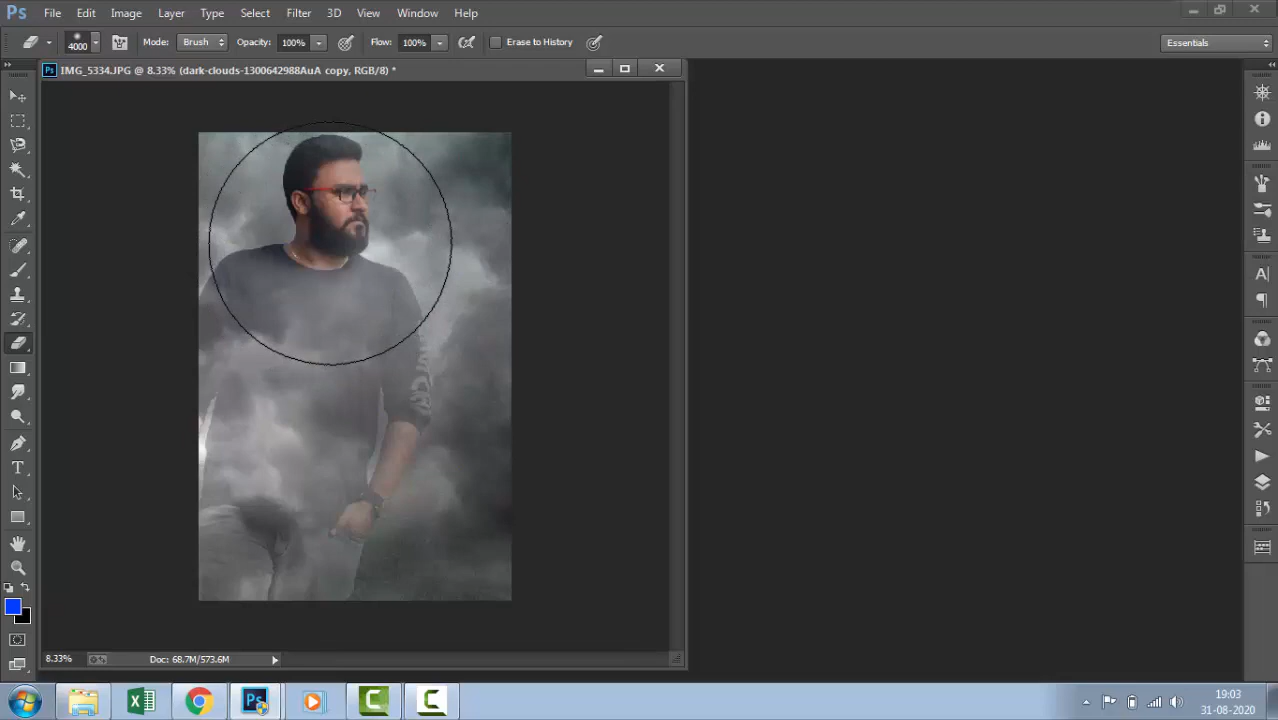 Ps File Edit Image Layer Type Select Filter 3D View Window Help
4000 Mode: Brush Opacity: 100% Flow: 100% Erase to History Essentials
Ps IMG_5334.JPG @ 8.33% (dark-clouds-1300642988AuA copy, RGB/8) *
8.33% Doc: 68.7M/573.6M
Ps 19:03
31-08-2020